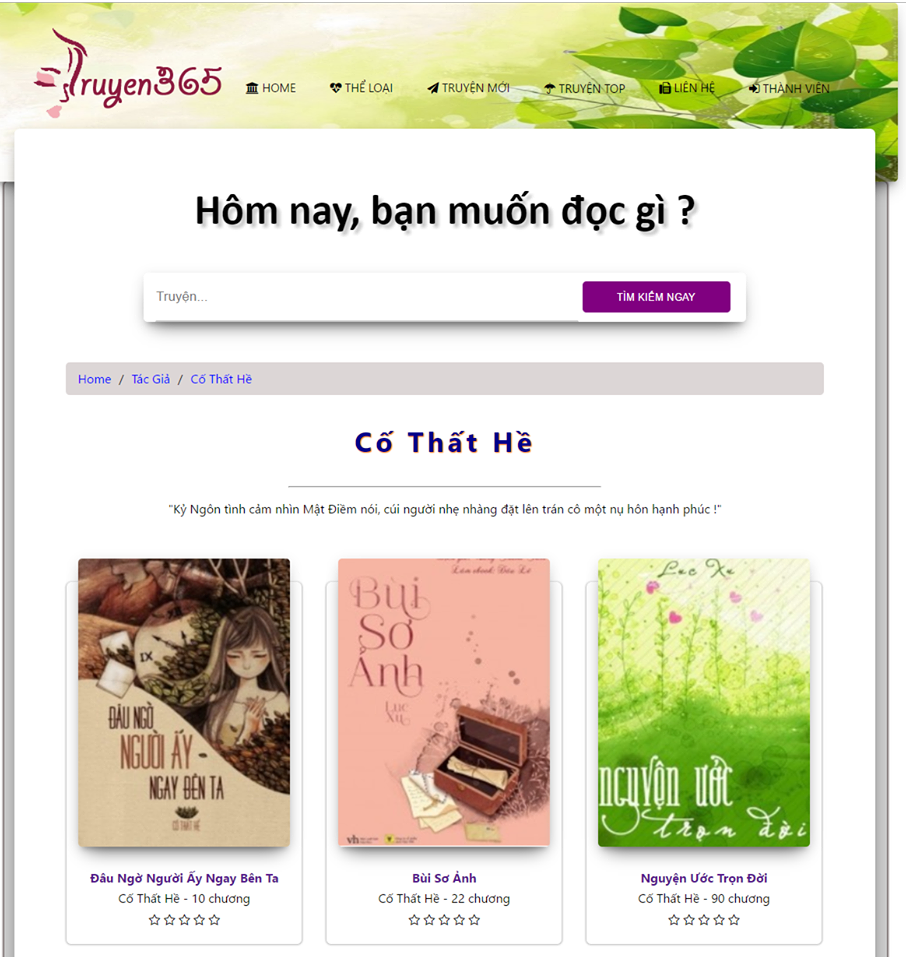 Truyen365
HOME THỂ LOẠI TRUYỆN MỚI TRUYỆN TOP LIÊN HỆ THÀNH VIÊN
Hôm nay, bạn muốn đọc gì ?
Truyện... TÌM KIẾM NGAY
Home / Tác Giả / Cố Thất Hề
Cố Thất Hề
"Kỷ Ngôn tình cảm nhìn Mật Điềm nói, cúi người nhẹ nhàng đặt lên trán cô một nụ hôn hạnh phúc !"
IX
ĐÂU NGỜ
NGƯỜI ẤY
NGAY BÊN TA
CỐ THẤT HỀ
Bùi
Sơ
Ảnh
Lục
Xu
vh
Lục Xu
nguyện ước
trọn đời
Đâu Ngờ Người Ấy Ngay Bên Ta
Cố Thất Hề - 10 chương
Bùi Sơ Ảnh
Cố Thất Hề - 22 chương
Nguyện Ước Trọn Đời
Cố Thất Hề - 90 chương